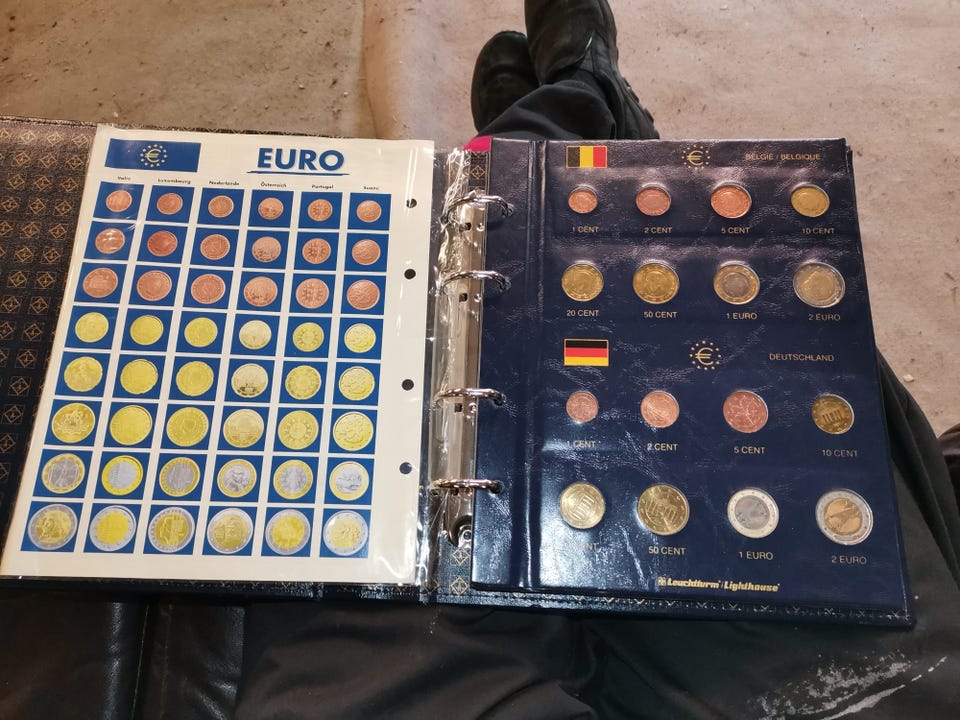 EURO
Italia Luxembourg Nederlande Österreich Portugal Suomi
BELGIË / BELGIQUE
1 CENT 2 CENT 5 CENT 10 CENT
20 CENT 50 CENT 1 EURO 2 EURO
DEUTSCHLAND
1 CENT 2 CENT 5 CENT 10 CENT
50 CENT 1 EURO 2 EURO
Leuchtturm Lighthouse